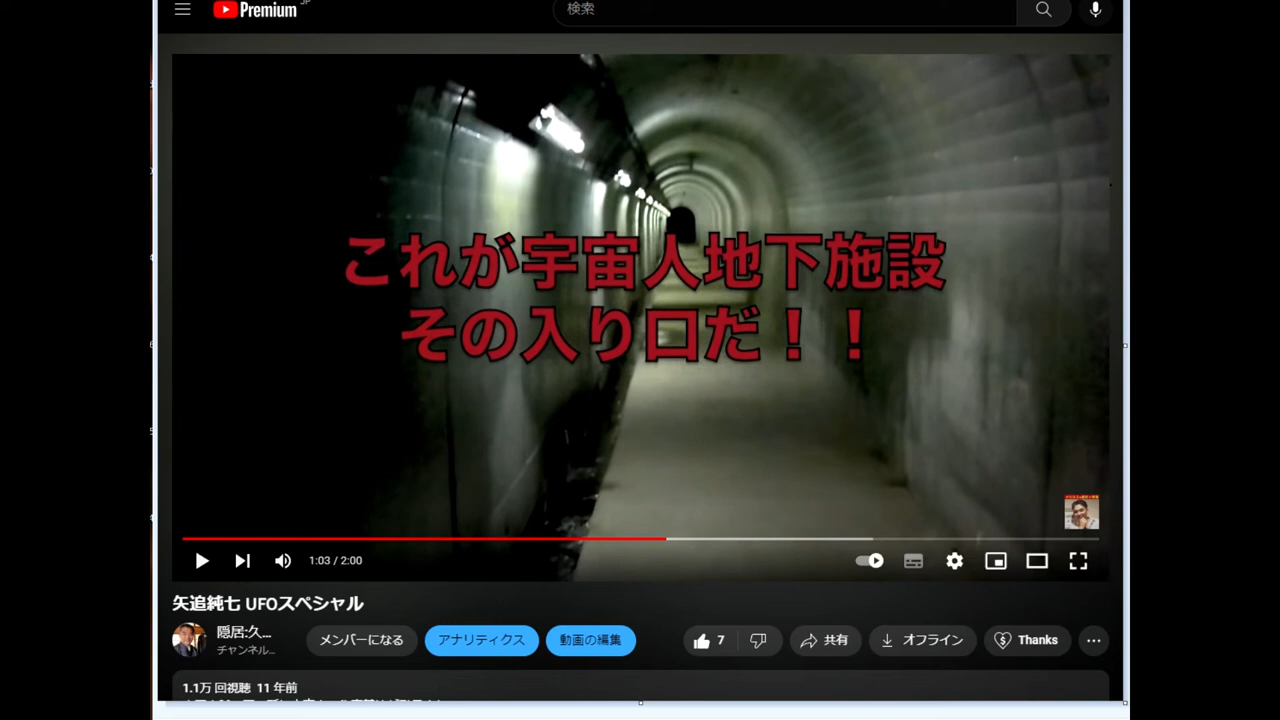 Premium
JP
検索
これが宇宙人地下施設
その入り口だ！！
1:03 / 2:00
矢追純七 UFOスペシャル
隠居:久...
チャンネル...
メンバーになる
アナリティクス
動画の編集
7
共有
オフライン
Thanks
1.1万 回視聴 11 年前